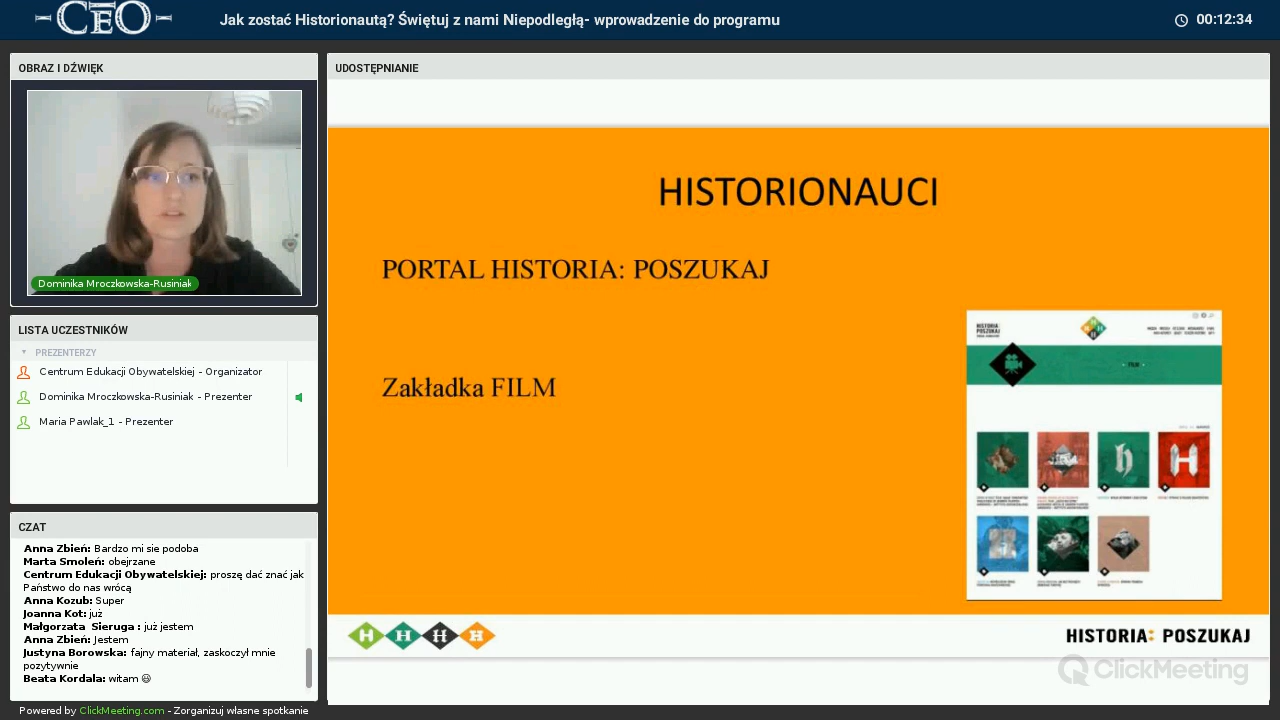 CEO
Jak zostać Historionautą? Świętuj z nami Niepodległą- wprowadzenie do programu
00:12:34
OBRAZ I DŹWIĘK
Dominika Mroczkowska-Rusiniak
LISTA UCZESTNIKÓW
PREZENTERZY
Centrum Edukacji Obywatelskiej - Organizator
Dominika Mroczkowska-Rusiniak - Prezenter
Maria Pawlak_1 - Prezenter
CZAT
Anna Zbień: Bardzo mi sie podoba
Marta Smoleń: obejrzane
Centrum Edukacji Obywatelskiej: proszę dać znać jak
Państwo do nas wrócą
Anna Kozub: Super
Joanna Kot: już
Małgorzata Sieruga : już jestem
Anna Zbień: Jestem
Justyna Borowska: fajny materiał, zaskoczył mnie
pozytywnie
Beata Kordala: witam 😃
Powered by ClickMeeting.com - Zorganizuj własne spotkanie
UDOSTĘPNIANIE
HISTORIONAUCI
PORTAL HISTORIA: POSZUKAJ
Zakładka FILM
HISTORIA:
POSZUKAJ
FILM
H H H H
HISTORIA: POSZUKAJ
ClickMeeting